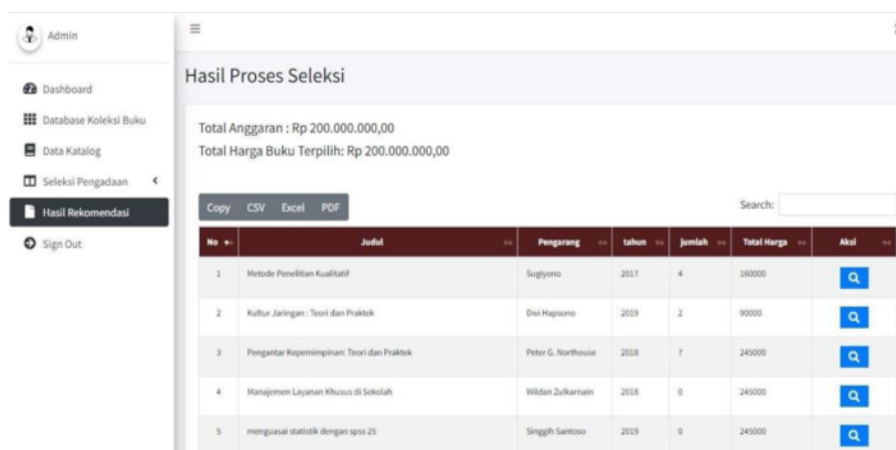 Admin
Dashboard
Database Koleksi Buku
Data Katalog
Seleksi Pengadaan
Hasil Rekomendasi
Sign Out
Hasil Proses Seleksi
Total Anggaran : Rp 200.000.000,00
Total Harga Buku Terpilih: Rp 200.000.000,00
Copy CSV Excel PDF
Search:
No Judul Pengarang tahun jumlah Total Harga Aksi
1 Metode Penelitian Kualitatif Sugiyono 2017 4 160000
2 Kultur Jaringan : Teori dan Praktek Dwi Hapsono 2019 2 90000
3 Pengantar Kepemimpinan: Teori dan Praktek Peter G. Northouse 2018 7 245000
4 Manajemen Layanan Khusus di Sekolah Wildan Zulkarnain 2018 0 245000
5 menguasai statistik dengan spss 25 Singgih Santoso 2019 0 245000